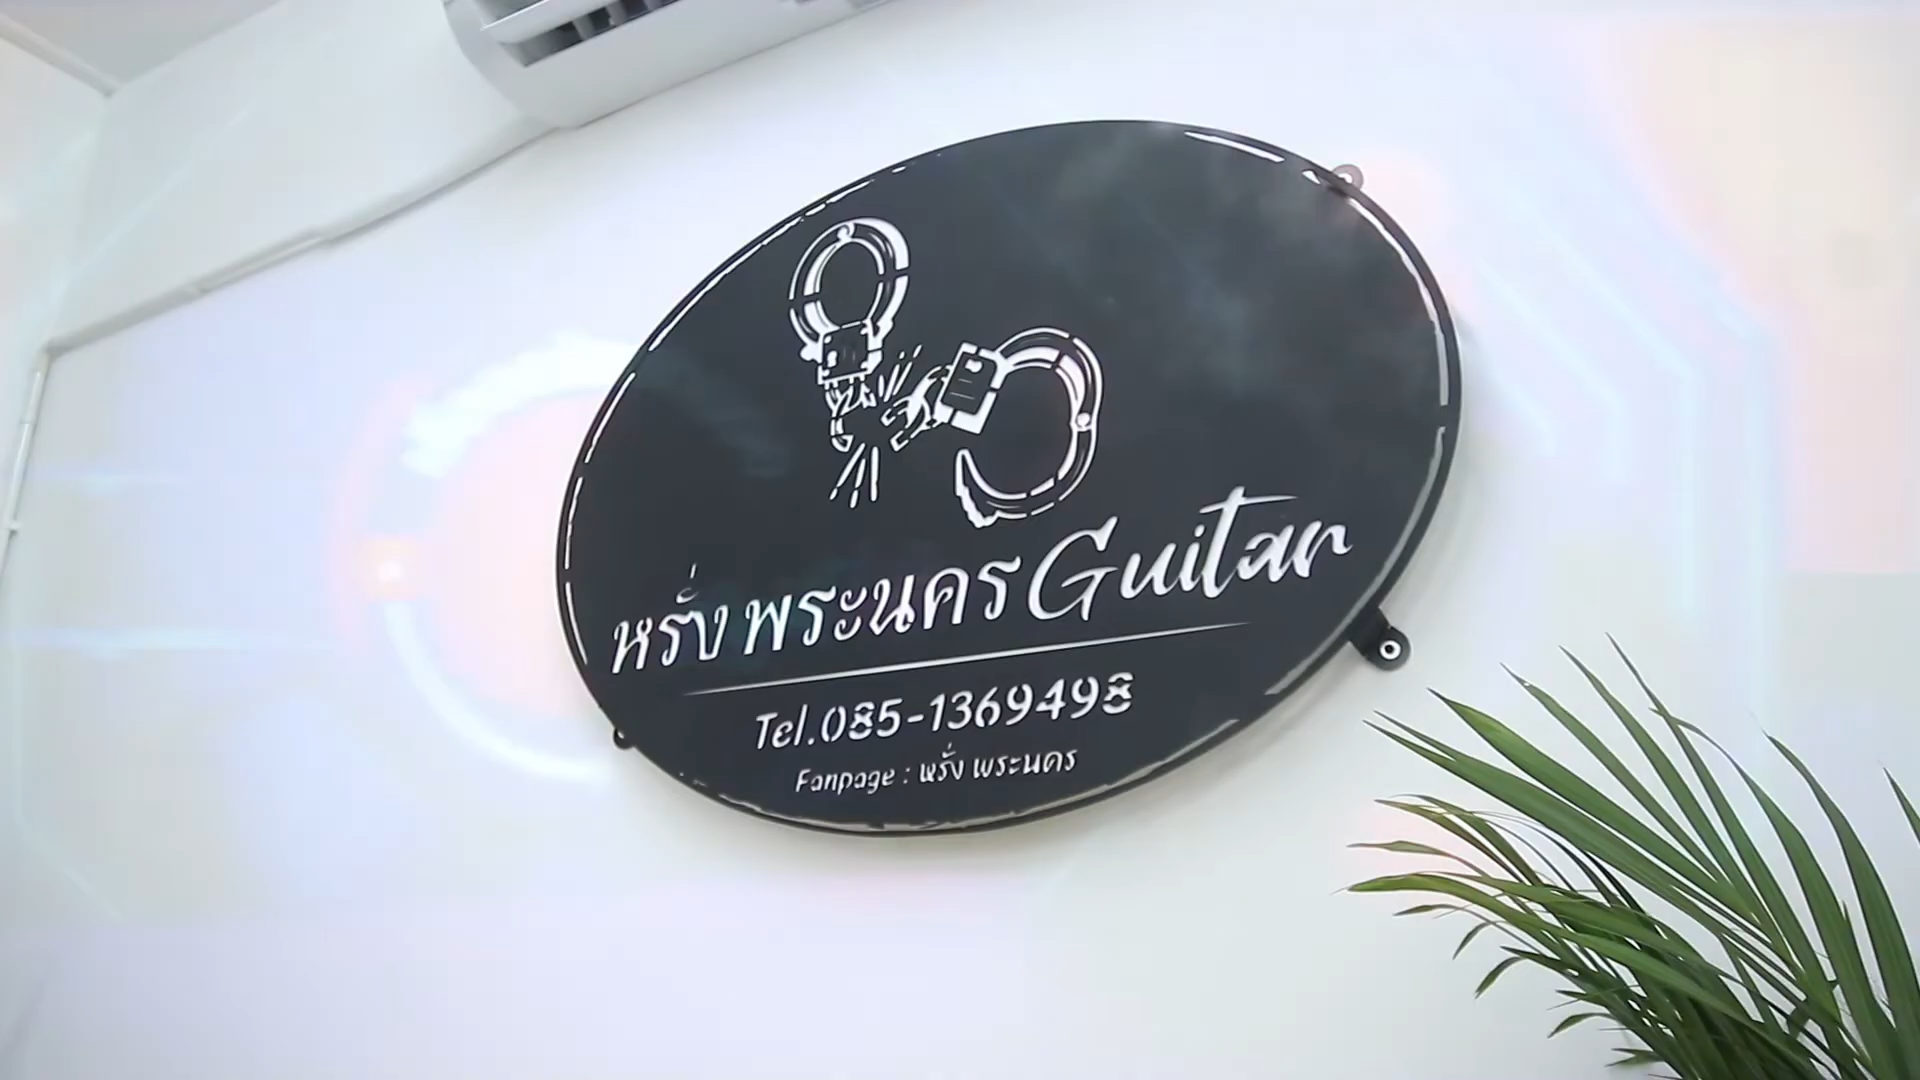 หรั่ง พระนคร Guitar
Tel.085-1369498
Fanpage : หรั่ง พระนคร